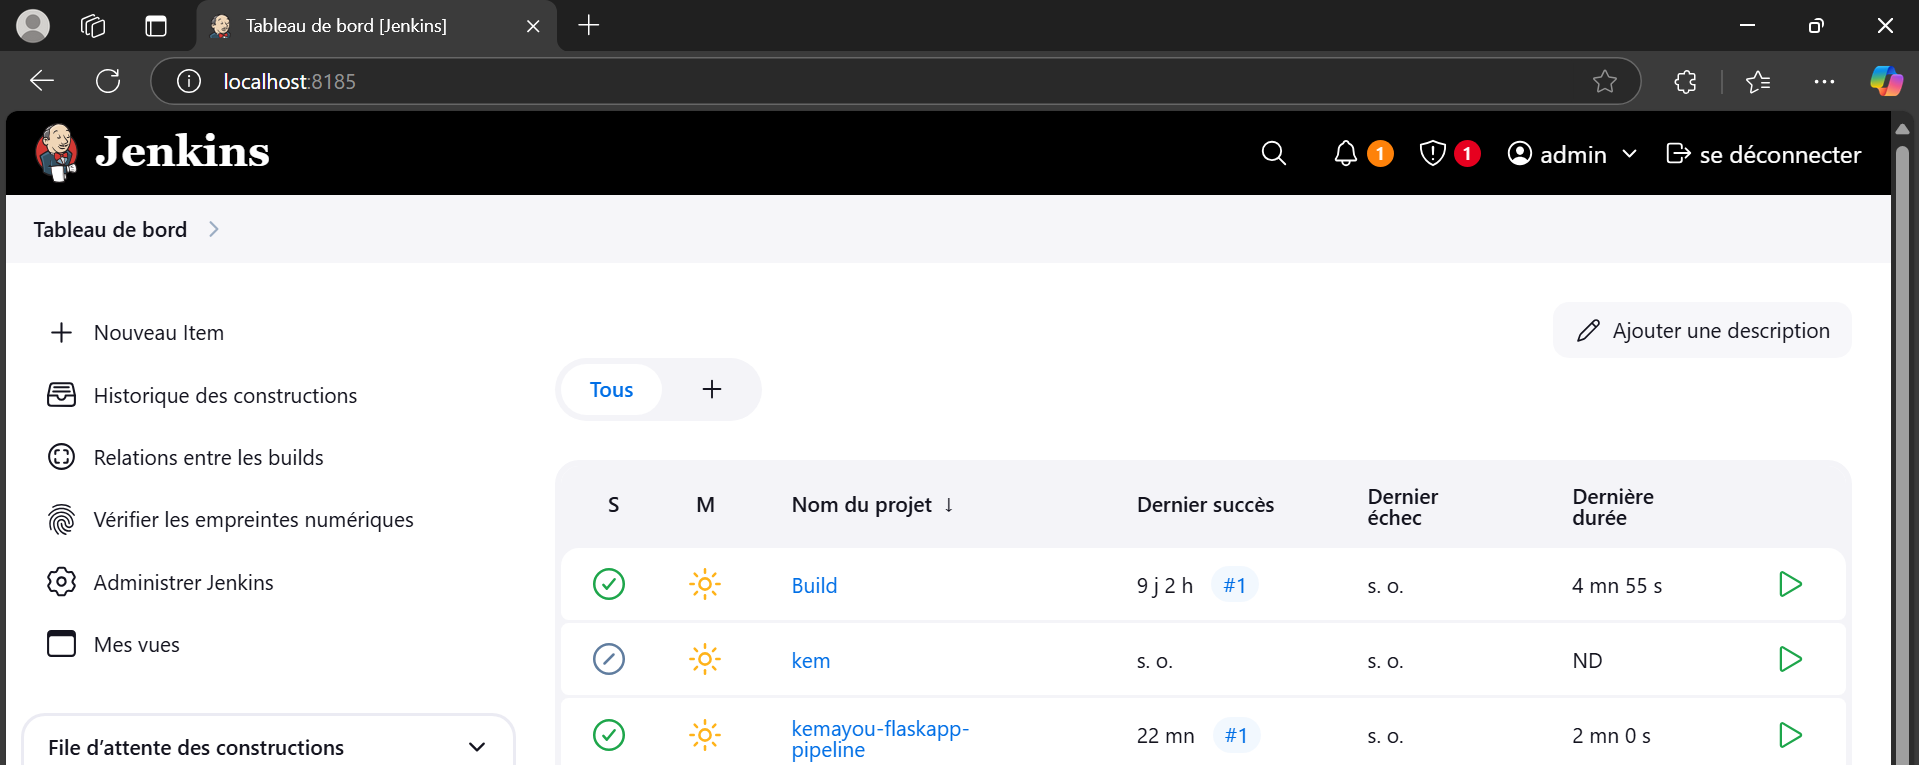 Tableau de bord [Jenkins]
localhost:8185
Jenkins
1
1
admin
se déconnecter
Tableau de bord
Nouveau Item
Historique des constructions
Relations entre les builds
Vérifier les empreintes numériques
Administrer Jenkins
Mes vues
File d’attente des constructions
Ajouter une description
Tous
S M Nom du projet ↓ Dernier succès Dernier échec Dernière durée
Build 9 j 2 h #1 s. o. 4 mn 55 s
kem s. o. s. o. ND
kemayou-flaskapp-pipeline 22 mn #1 s. o. 2 mn 0 s